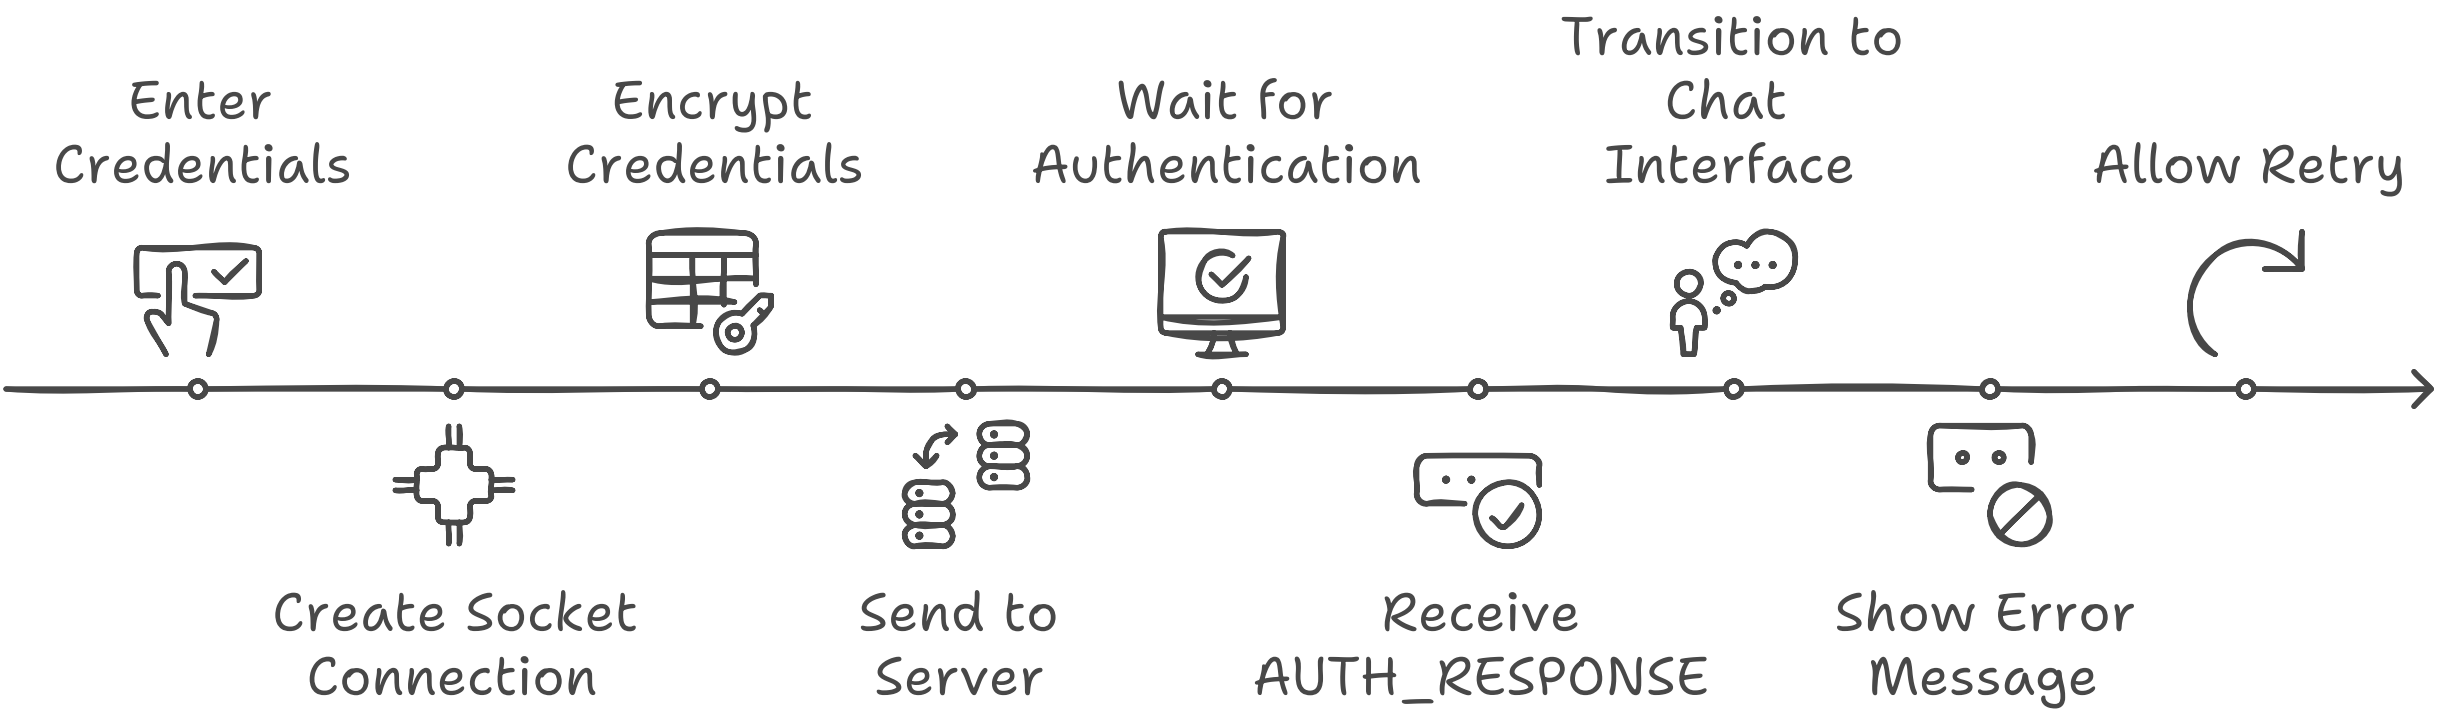 Enter
Credentials
Create Socket
Connection
Encrypt
Credentials
Send to
Server
Wait for
Authentication
Receive
AUTH_RESPONSE
Transition to
Chat
Interface
Show Error
Message
Allow Retry